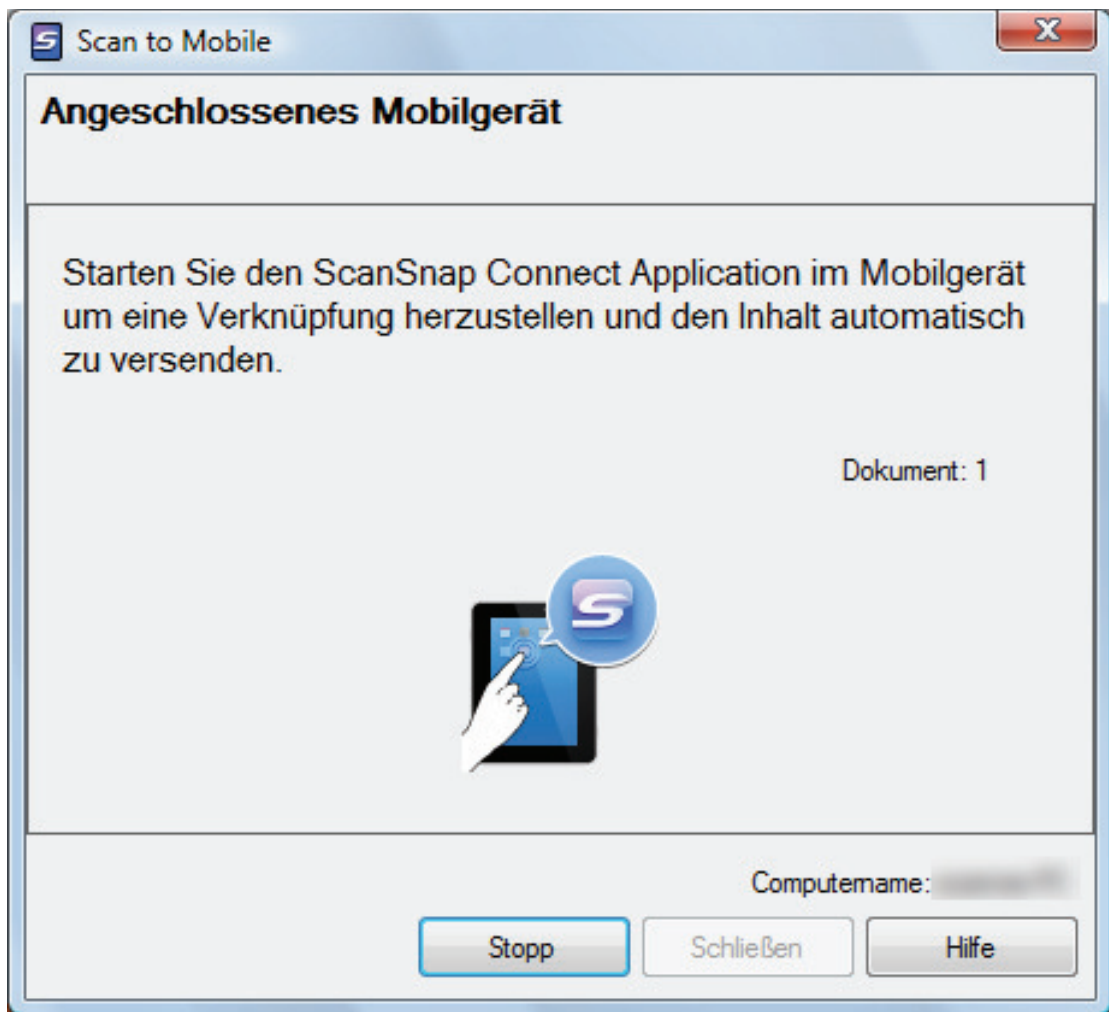 Scan to Mobile
Angeschlossenes Mobilgerät
Starten Sie den ScanSnap Connect Application im Mobilgerät
um eine Verknüpfung herzustellen und den Inhalt automatisch
zu versenden.
Dokument: 1
Computername:
Stopp Schließen Hilfe